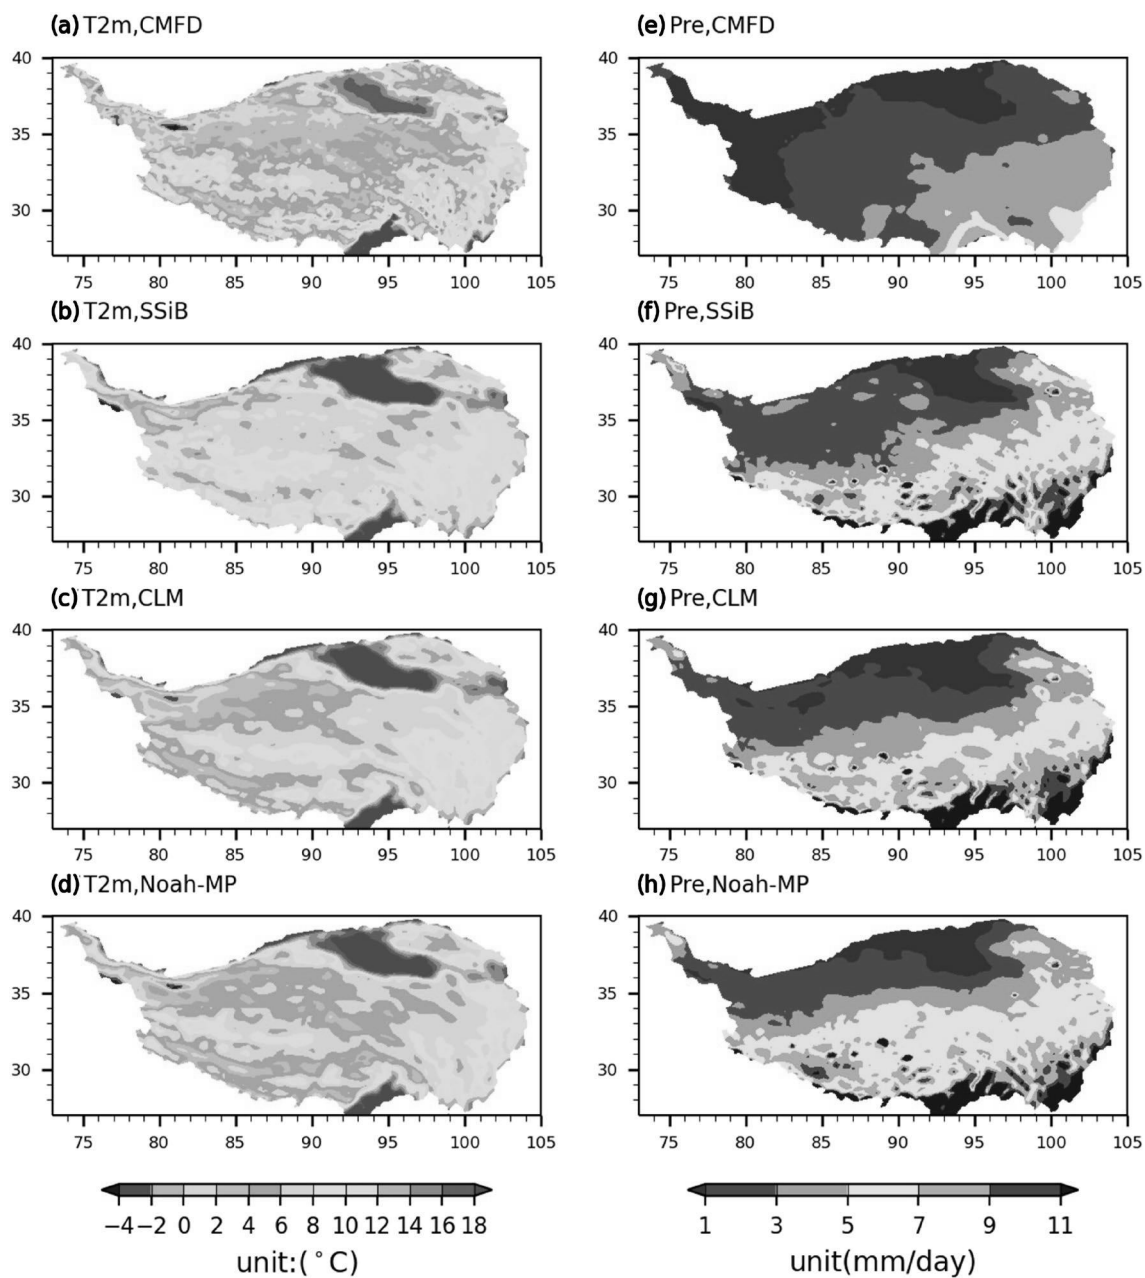 (a) T2m,CMFD
(e) Pre,CMFD
40
35
30
75 80 85 90 95 100 105
40
35
30
75 80 85 90 95 100 105
(b) T2m,SSiB
(f) Pre,SSiB
40
35
30
75 80 85 90 95 100 105
40
35
30
75 80 85 90 95 100 105
(c) T2m,CLM
(g) Pre,CLM
40
35
30
75 80 85 90 95 100 105
40
35
30
75 80 85 90 95 100 105
(d) T2m,Noah-MP
(h) Pre,Noah-MP
40
35
30
75 80 85 90 95 100 105
40
35
30
75 80 85 90 95 100 105
−4 −2 0 2 4 6 8 10 12 14 16 18
unit:(°C)
1 3 5 7 9 11
unit(mm/day)